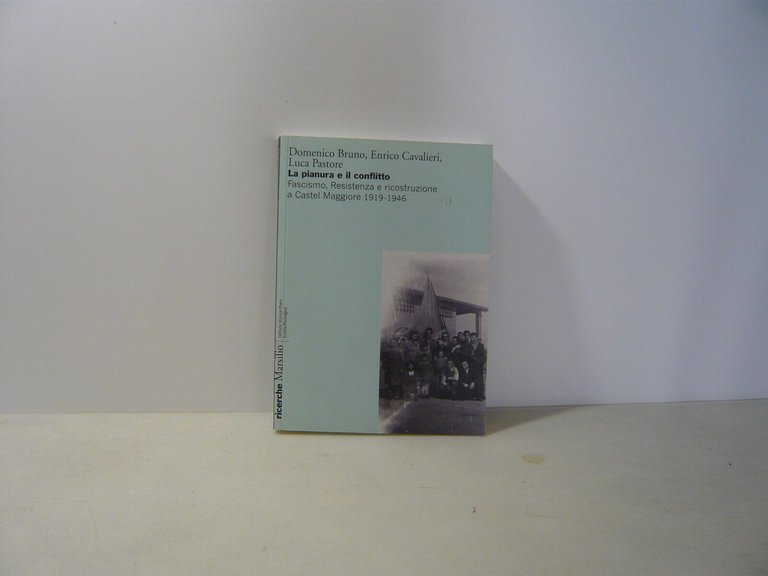 Domenico Bruno, Enrico Cavalieri,
Luca Pastore
La pianura e il conflitto
Fascismo, Resistenza e ricostruzione
a Castel Maggiore 1919-1946
ricerche Marsilio